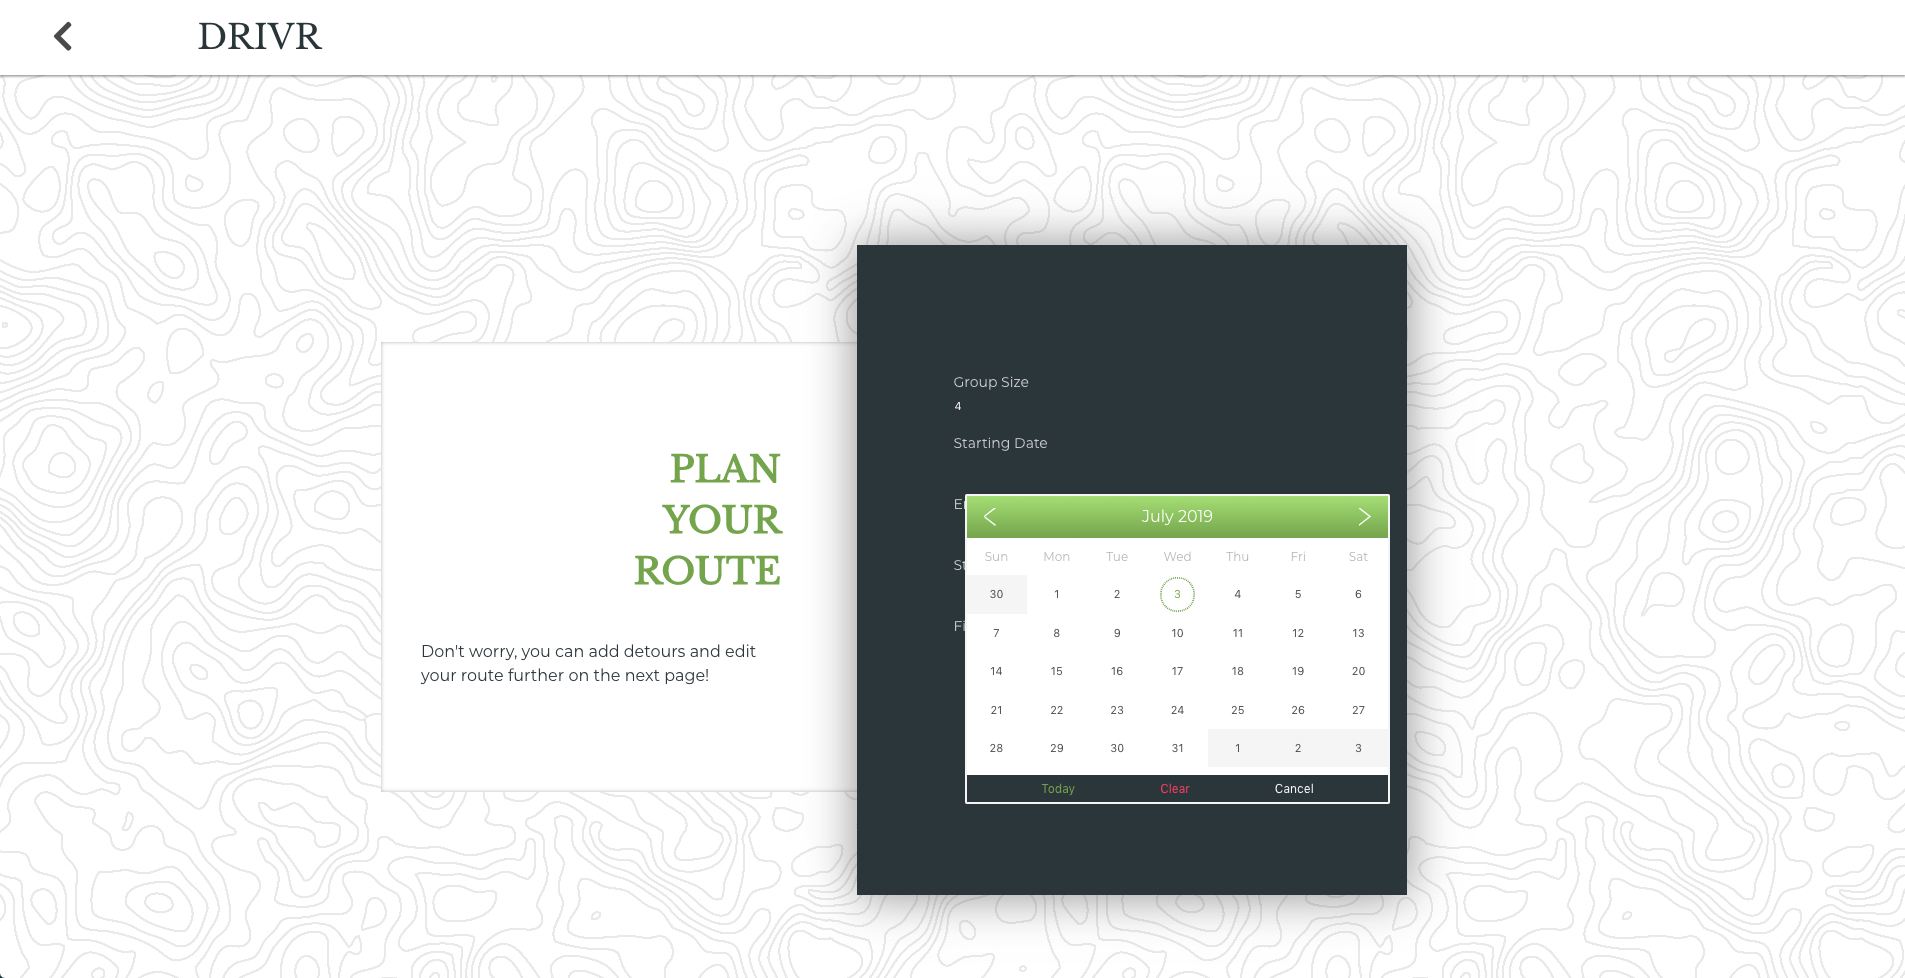 DRIVR
PLAN
YOUR
ROUTE
Don't worry, you can add detours and edit
your route further on the next page!
Group Size
4
Starting Date
E
St
Fi
July 2019
Sun Mon Tue Wed Thu Fri Sat
30 1 2 3 4 5 6
7 8 9 10 11 12 13
14 15 16 17 18 19 20
21 22 23 24 25 26 27
28 29 30 31 1 2 3
Today Clear Cancel